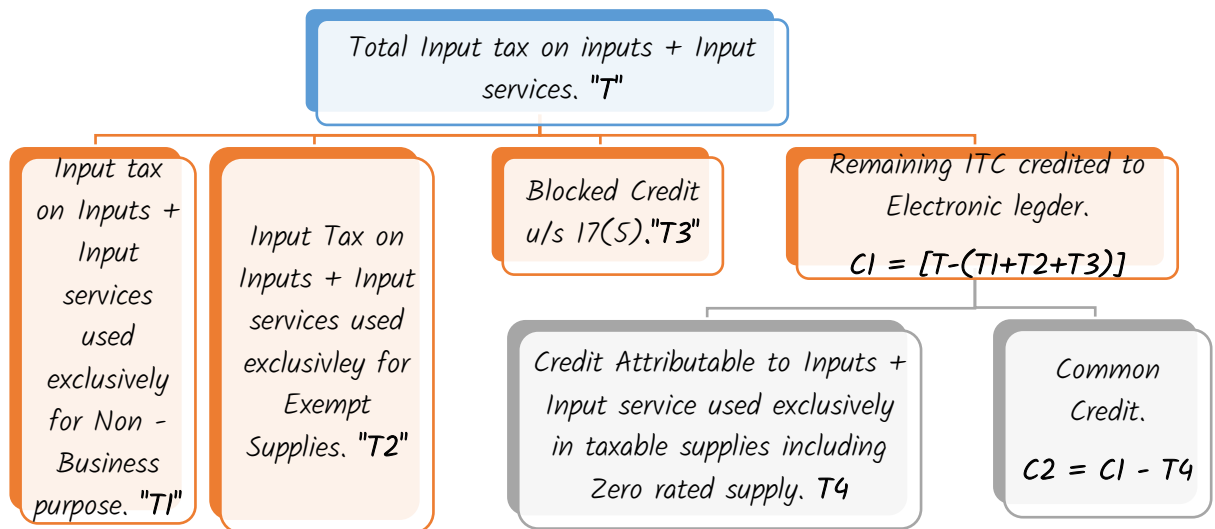 Total Input tax on inputs + Input
services. "T"
Input tax
on Inputs +
Input
services
used
exclusively
for Non -
Business
purpose. "T1"
Input Tax on
Inputs + Input
services used
exclusivley for
Exempt
Supplies. "T2"
Blocked Credit
u/s 17(5)."T3"
Remaining ITC credited to
Electronic legder.
C1 = [T-(T1+T2+T3)]
Credit Attributable to Inputs +
Input service used exclusively
in taxable supplies including
Zero rated supply. T4
Common
Credit.
C2 = C1 - T4